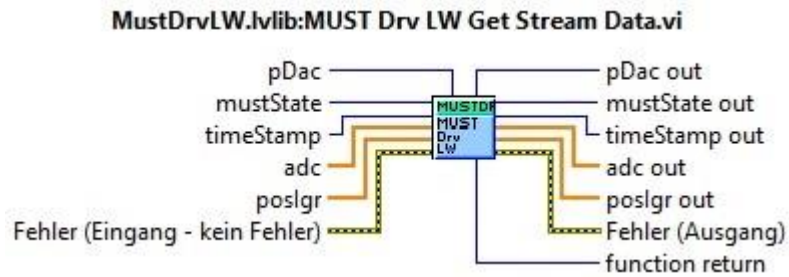 MustDrvLW.lvlib:MUST Drv LW Get Stream Data.vi
pDac
pDac out
mustState
mustState out
timeStamp
timeStamp out
adc
adc out
poslgr
poslgr out
Fehler (Eingang - kein Fehler)
Fehler (Ausgang)
function return
MUSTDR
MUST
Drv
LW